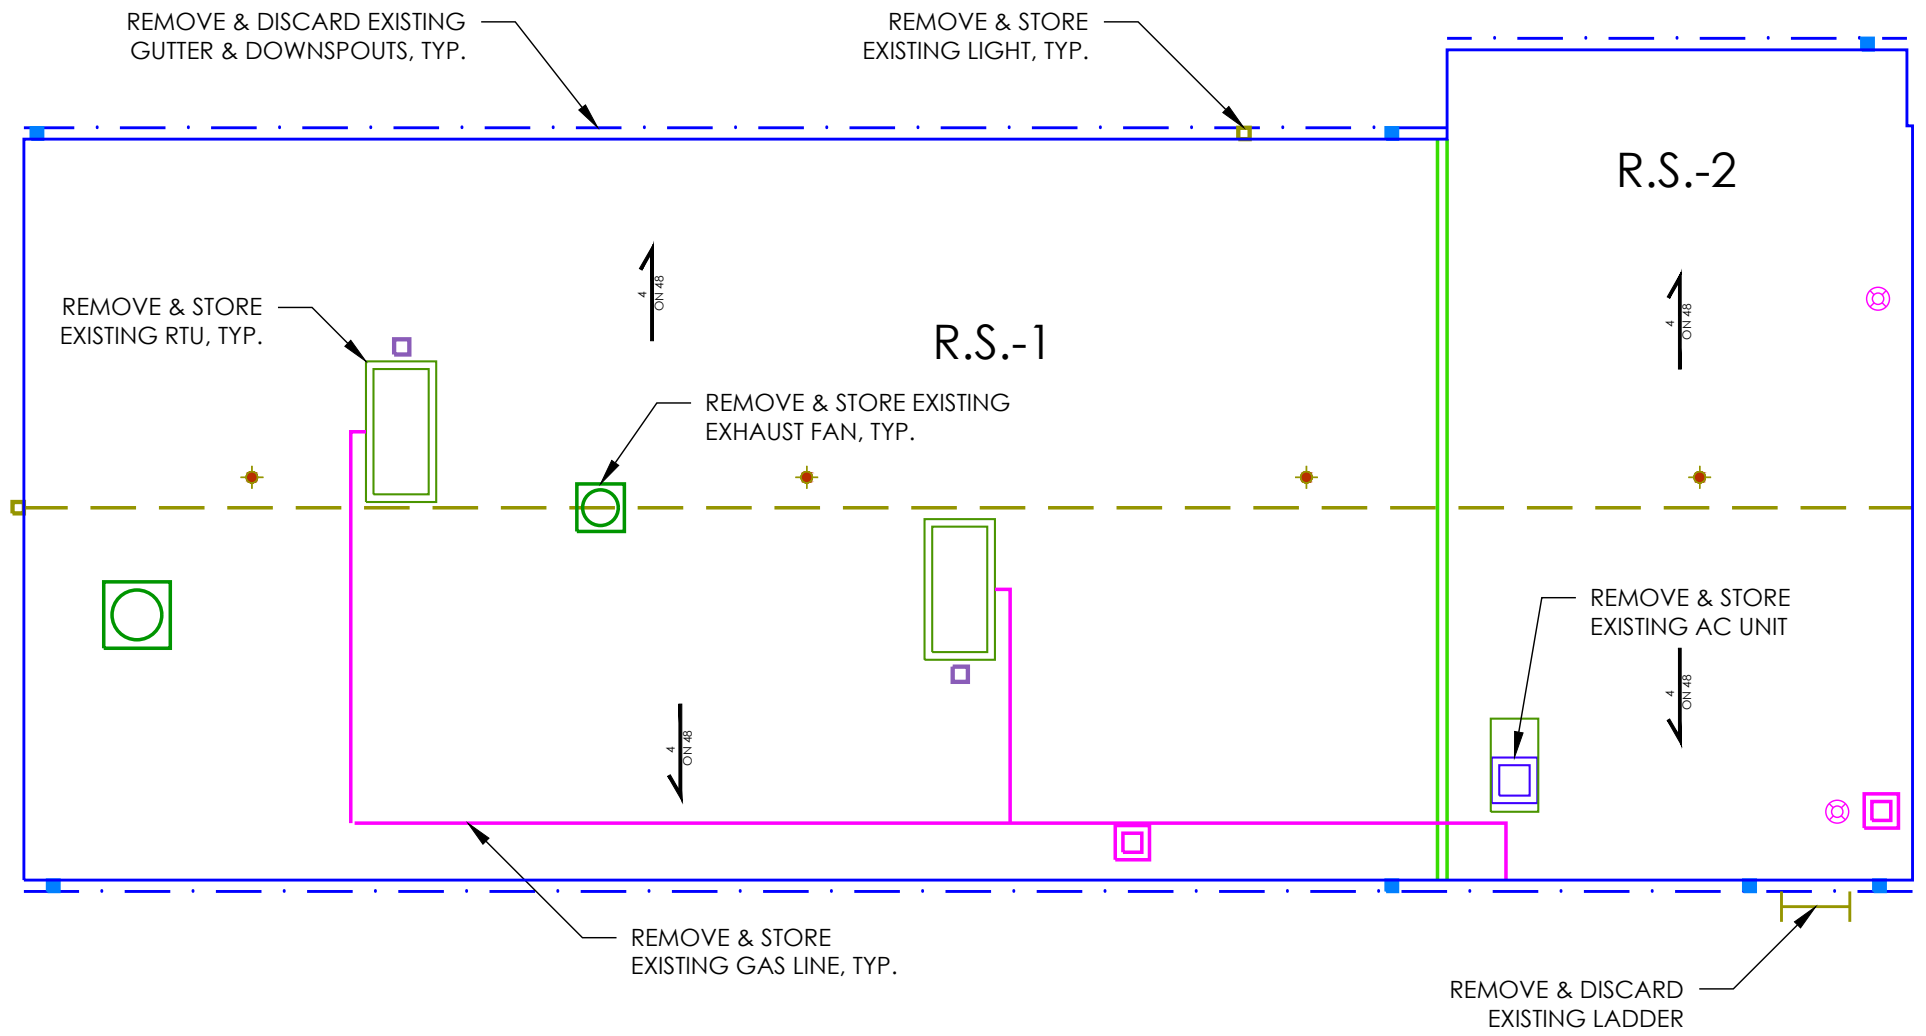 REMOVE & DISCARD EXISTING
GUTTER & DOWNSPOUTS, TYP.
REMOVE & STORE
EXISTING LIGHT, TYP.
R.S.-2
REMOVE & STORE
EXISTING RTU, TYP.
4
ON 48
R.S.-1
4
ON 48
REMOVE & STORE EXISTING
EXHAUST FAN, TYP.
REMOVE & STORE
EXISTING AC UNIT
4
ON 48
4
ON 48
REMOVE & STORE
EXISTING GAS LINE, TYP.
REMOVE & DISCARD
EXISTING LADDER